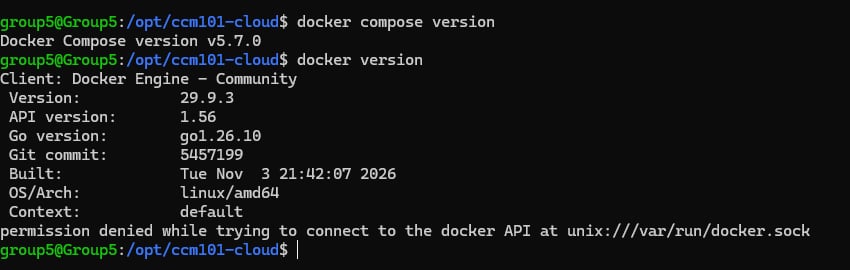 group5@Group5:/opt/ccm101-cloud$ docker compose version
Docker Compose version v5.7.0
group5@Group5:/opt/ccm101-cloud$ docker version
Client: Docker Engine - Community
 Version:           29.9.3
 API version:       1.56
 Go version:        go1.26.10
 Git commit:        5457199
 Built:             Tue Nov  3 21:42:07 2026
 OS/Arch:           linux/amd64
 Context:           default
permission denied while trying to connect to the docker API at unix:///var/run/docker.sock
group5@Group5:/opt/ccm101-cloud$